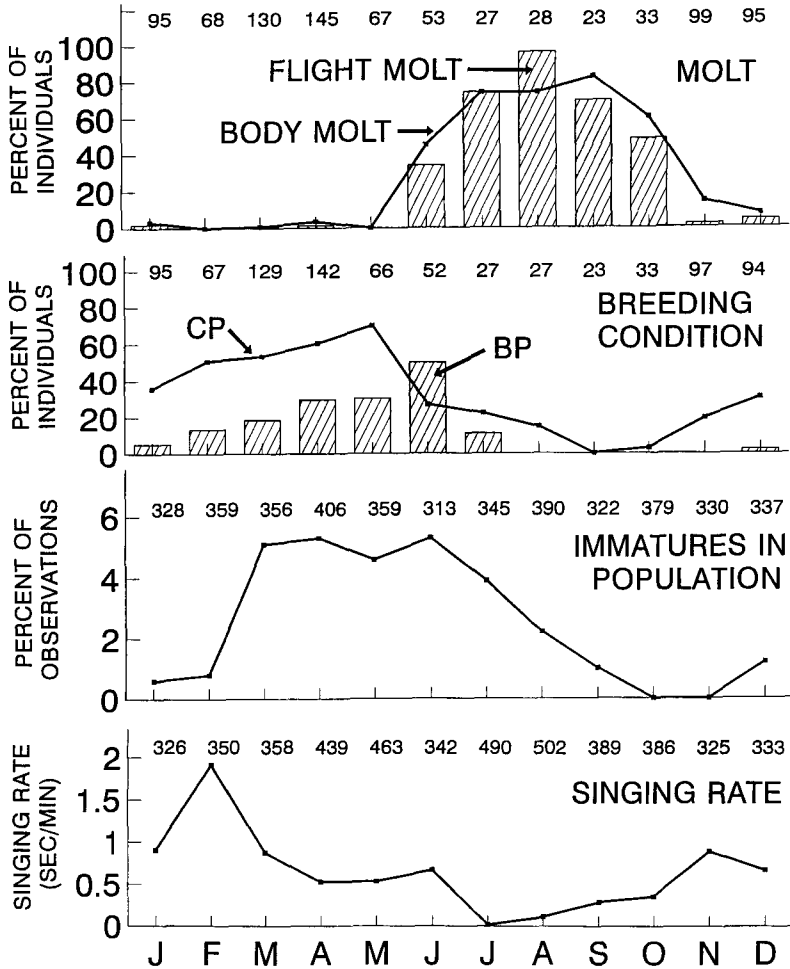 95 68 130 145 67 53 27 28 23 33 99 95
100
80
60
40
20
0
PERCENT OF
INDIVIDUALS
FLIGHT MOLT
MOLT
BODY MOLT
95 67 129 142 66 52 27 27 23 33 97 94
100
80
60
40
20
0
PERCENT OF
INDIVIDUALS
CP
BP
BREEDING
CONDITION
328 359 356 406 359 313 345 390 322 379 330 337
6
4
2
0
PERCENT OF
OBSERVATIONS
IMMATURES IN
POPULATION
326 350 358 439 463 342 490 502 389 386 325 333
2
1.5
1
0.5
0
SINGING RATE
(SEC/MIN)
SINGING RATE
J F M A M J J A S O N D